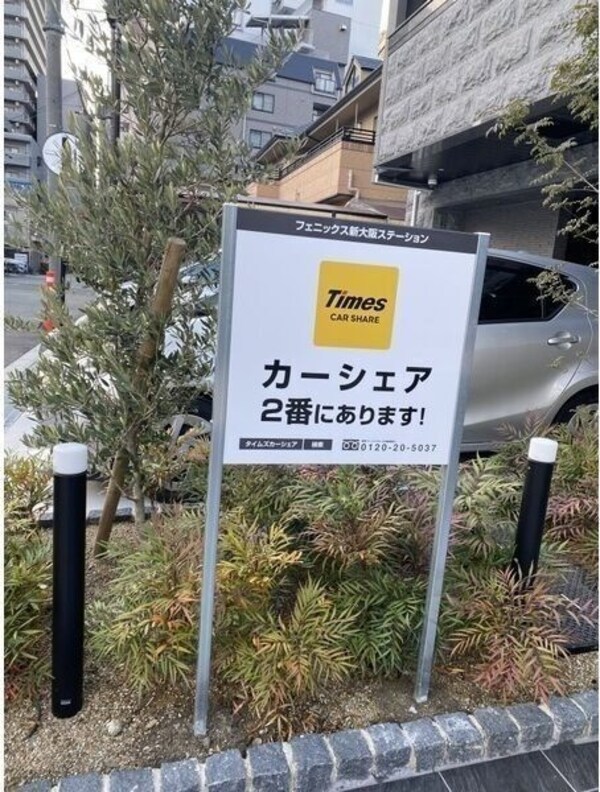 フェニックス新大阪ステーション
Times
CAR SHARE
カーシェア
2番にあります!
タイムズカーシェア 検索
0120-20-5037